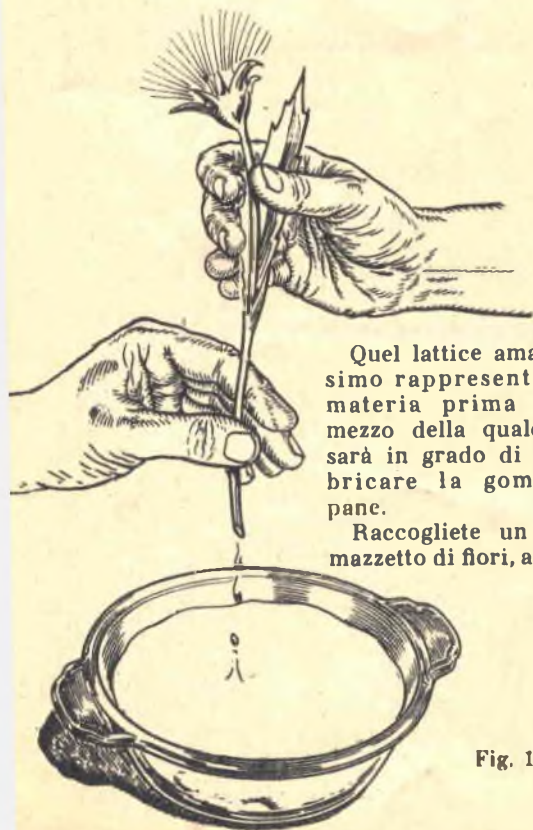 Quel lattice ama
simo rappresent
materia prima
mezzo della quale
sarà in grado di
bricare la gom
pane.
Raccogliete un
mazzetto di fiori, a
Fig. 1